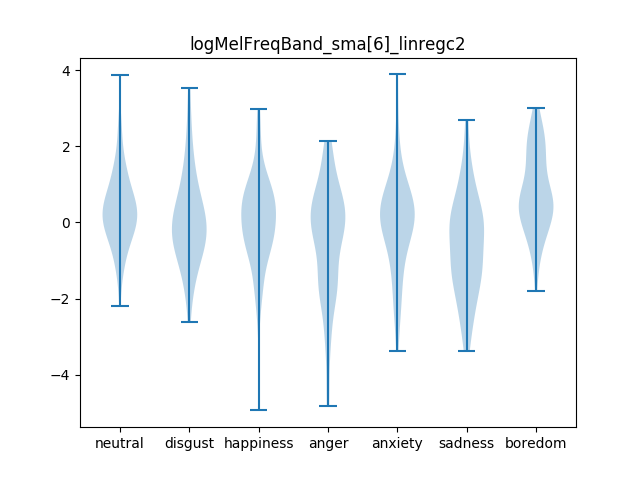 logMelFreqBand_sma[6]_linregc2
4
2
0
−2
−4
neutral disgust happiness anger anxiety sadness boredom